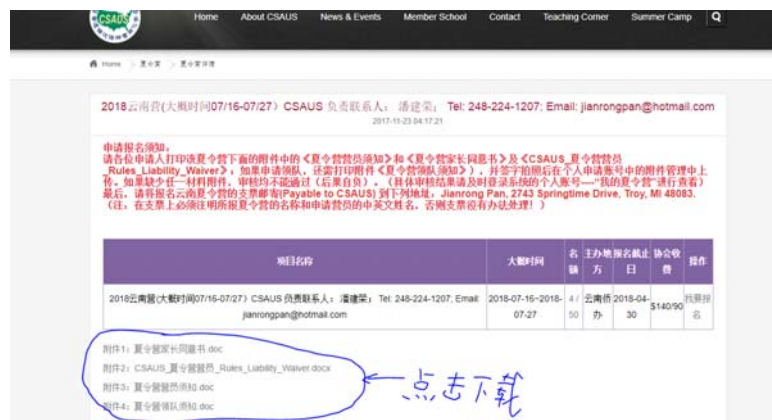 CSAUS
Home About CSAUS News & Events Member School Contact Teaching Corner Summer Camp
Home > 夏令营 > 夏令营详情
2018云南营(大概时间07/16-07/27) CSAUS 负责联系人: 潘建荣; Tel: 248-224-1207; Email: jianrongpan@hotmail.com
2017-11-23 04:17:21
申请报名须知:
请各位申请人打印该夏令营下面的附件中的《夏令营营员须知》和《夏令营家长同意书》及《CSAUS_夏令营营员
_Rules_Liability_Waiver》;如果申请领队,还需打印附件《夏令营领队须知》),并签字拍照后在个人申请账号中的附件管理中上
传。如果缺少任一材料附件,审核均不能通过(后果自负)。(具体审核结果请及时登录系统的个人账号—“我的夏令营”进行查看)
最后,请将报名云南夏令营的支票邮寄(Payable to CSAUS) 到下列地址: Jianrong Pan, 2743 Springtime Drive, Troy, MI 48083.
(注:在支票上必须注明所报夏令营的名称和申请营员的中英文姓名,否则支票没有办法处理!)
项目名称 大概时间 名额 主办地方 报名截止日 协会收费 操作
2018云南营(大概时间07/16-07/27) CSAUS 负责联系人: 潘建荣; Tel: 248-224-1207; Email: jianrongpan@hotmail.com 2018-07-16~2018-07-27 4 / 50 云南侨办 2018-04-30 $140/90 我要报名
附件1: 夏令营家长同意书.doc
附件2: CSAUS_夏令营营员_Rules_Liability_Waiver.docx
附件3: 夏令营营员须知.doc
附件4: 夏令营领队须知.doc
点击下载